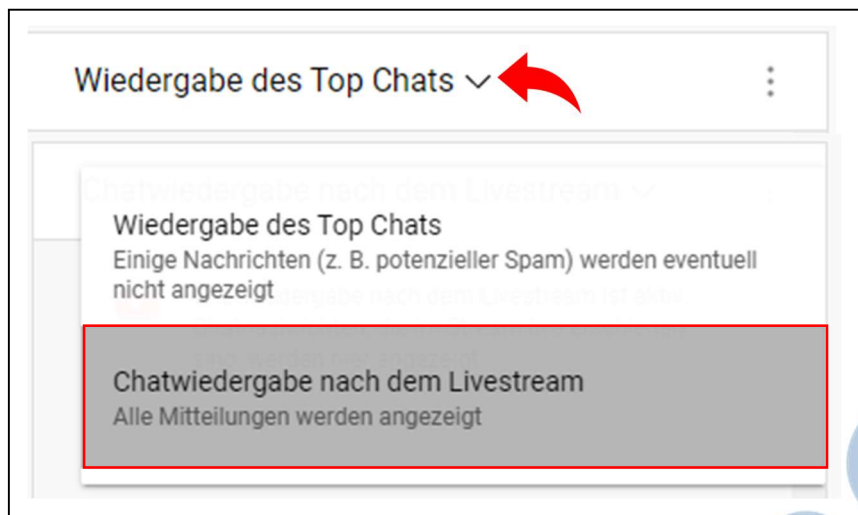 Wiedergabe des Top Chats
Chatwiedergabe nach dem Livestream
Wiedergabe des Top Chats
Einige Nachrichten (z. B. potenzieller Spam) werden eventuell
nicht angezeigt
Chatwiedergabe nach dem Livestream
Alle Mitteilungen werden angezeigt